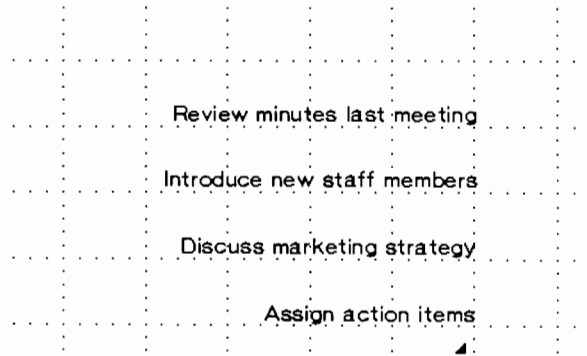 Review minutes last meeting
Introduce new staff members
Discuss marketing strategy
Assign action items